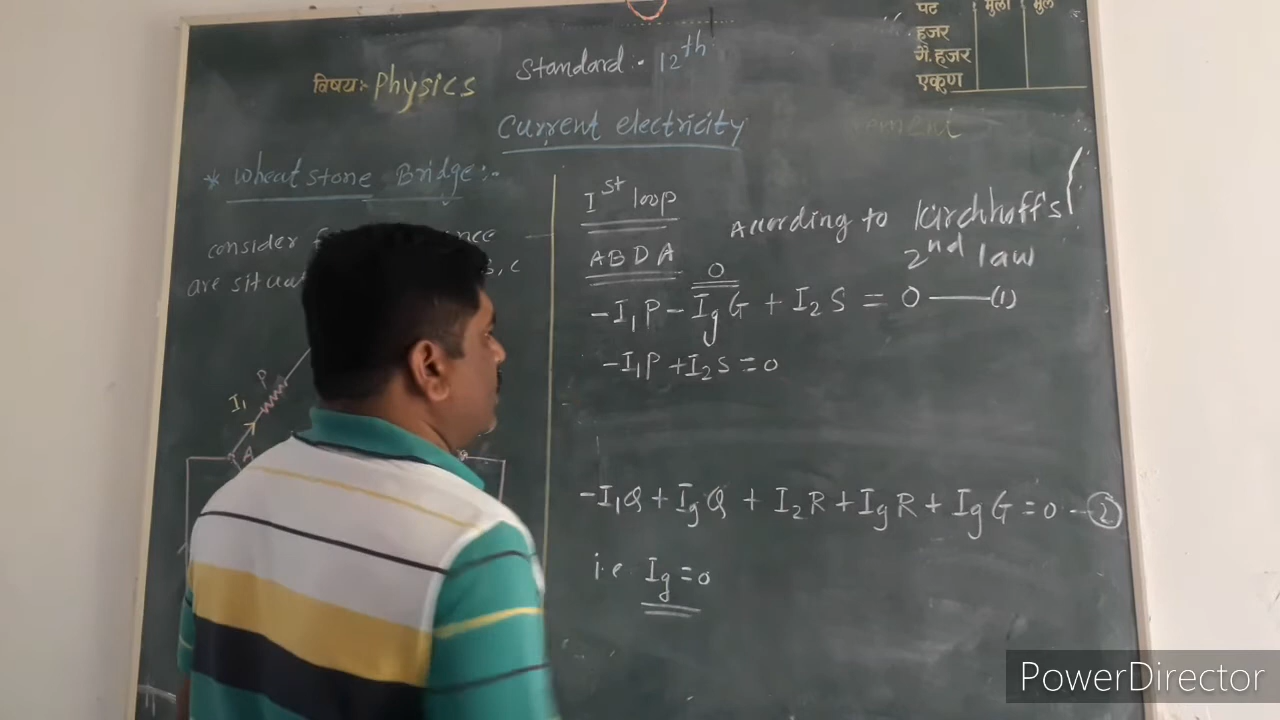 विषय:- Physics
Standard :- 12th
पट
हजर
गै. हजर
एकूण
Current electricity
* Wheatstone Bridge:-
consider
are situa
Ist loop
ABDA
According to Kirchhoff's
2nd law
0
-I1P - IgG + I2S = 0 —(1)
-I1P + I2S = 0
-I1Q + IgQ + I2R + IgR + IgG = 0 -(2)
i.e Ig = 0
P
I1
A
PowerDirector